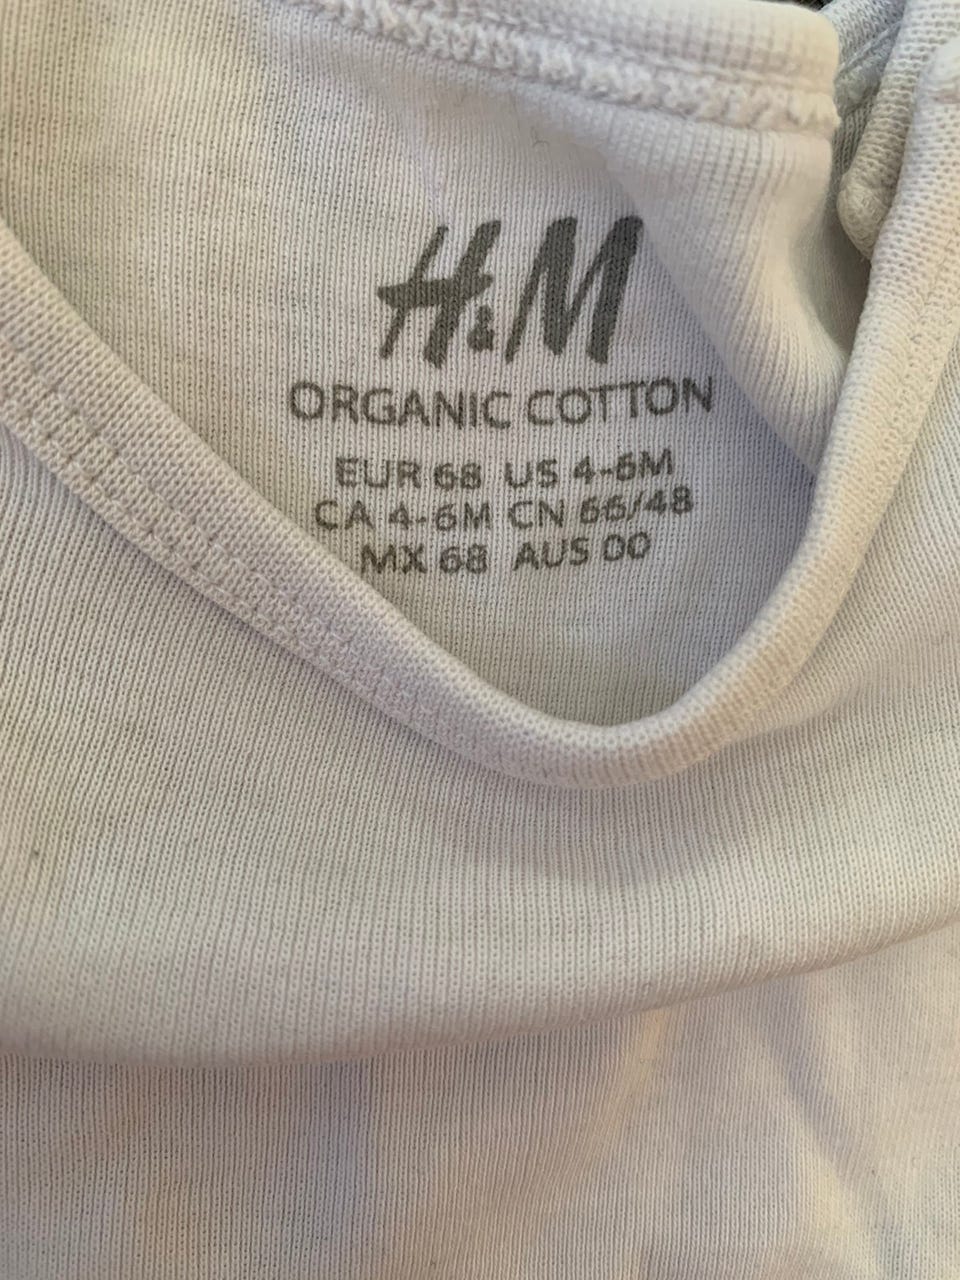 H&M
ORGANIC COTTON
EUR 68 US 4-6M
CA 4-6M CN 66/48
MX 68 AUS 00